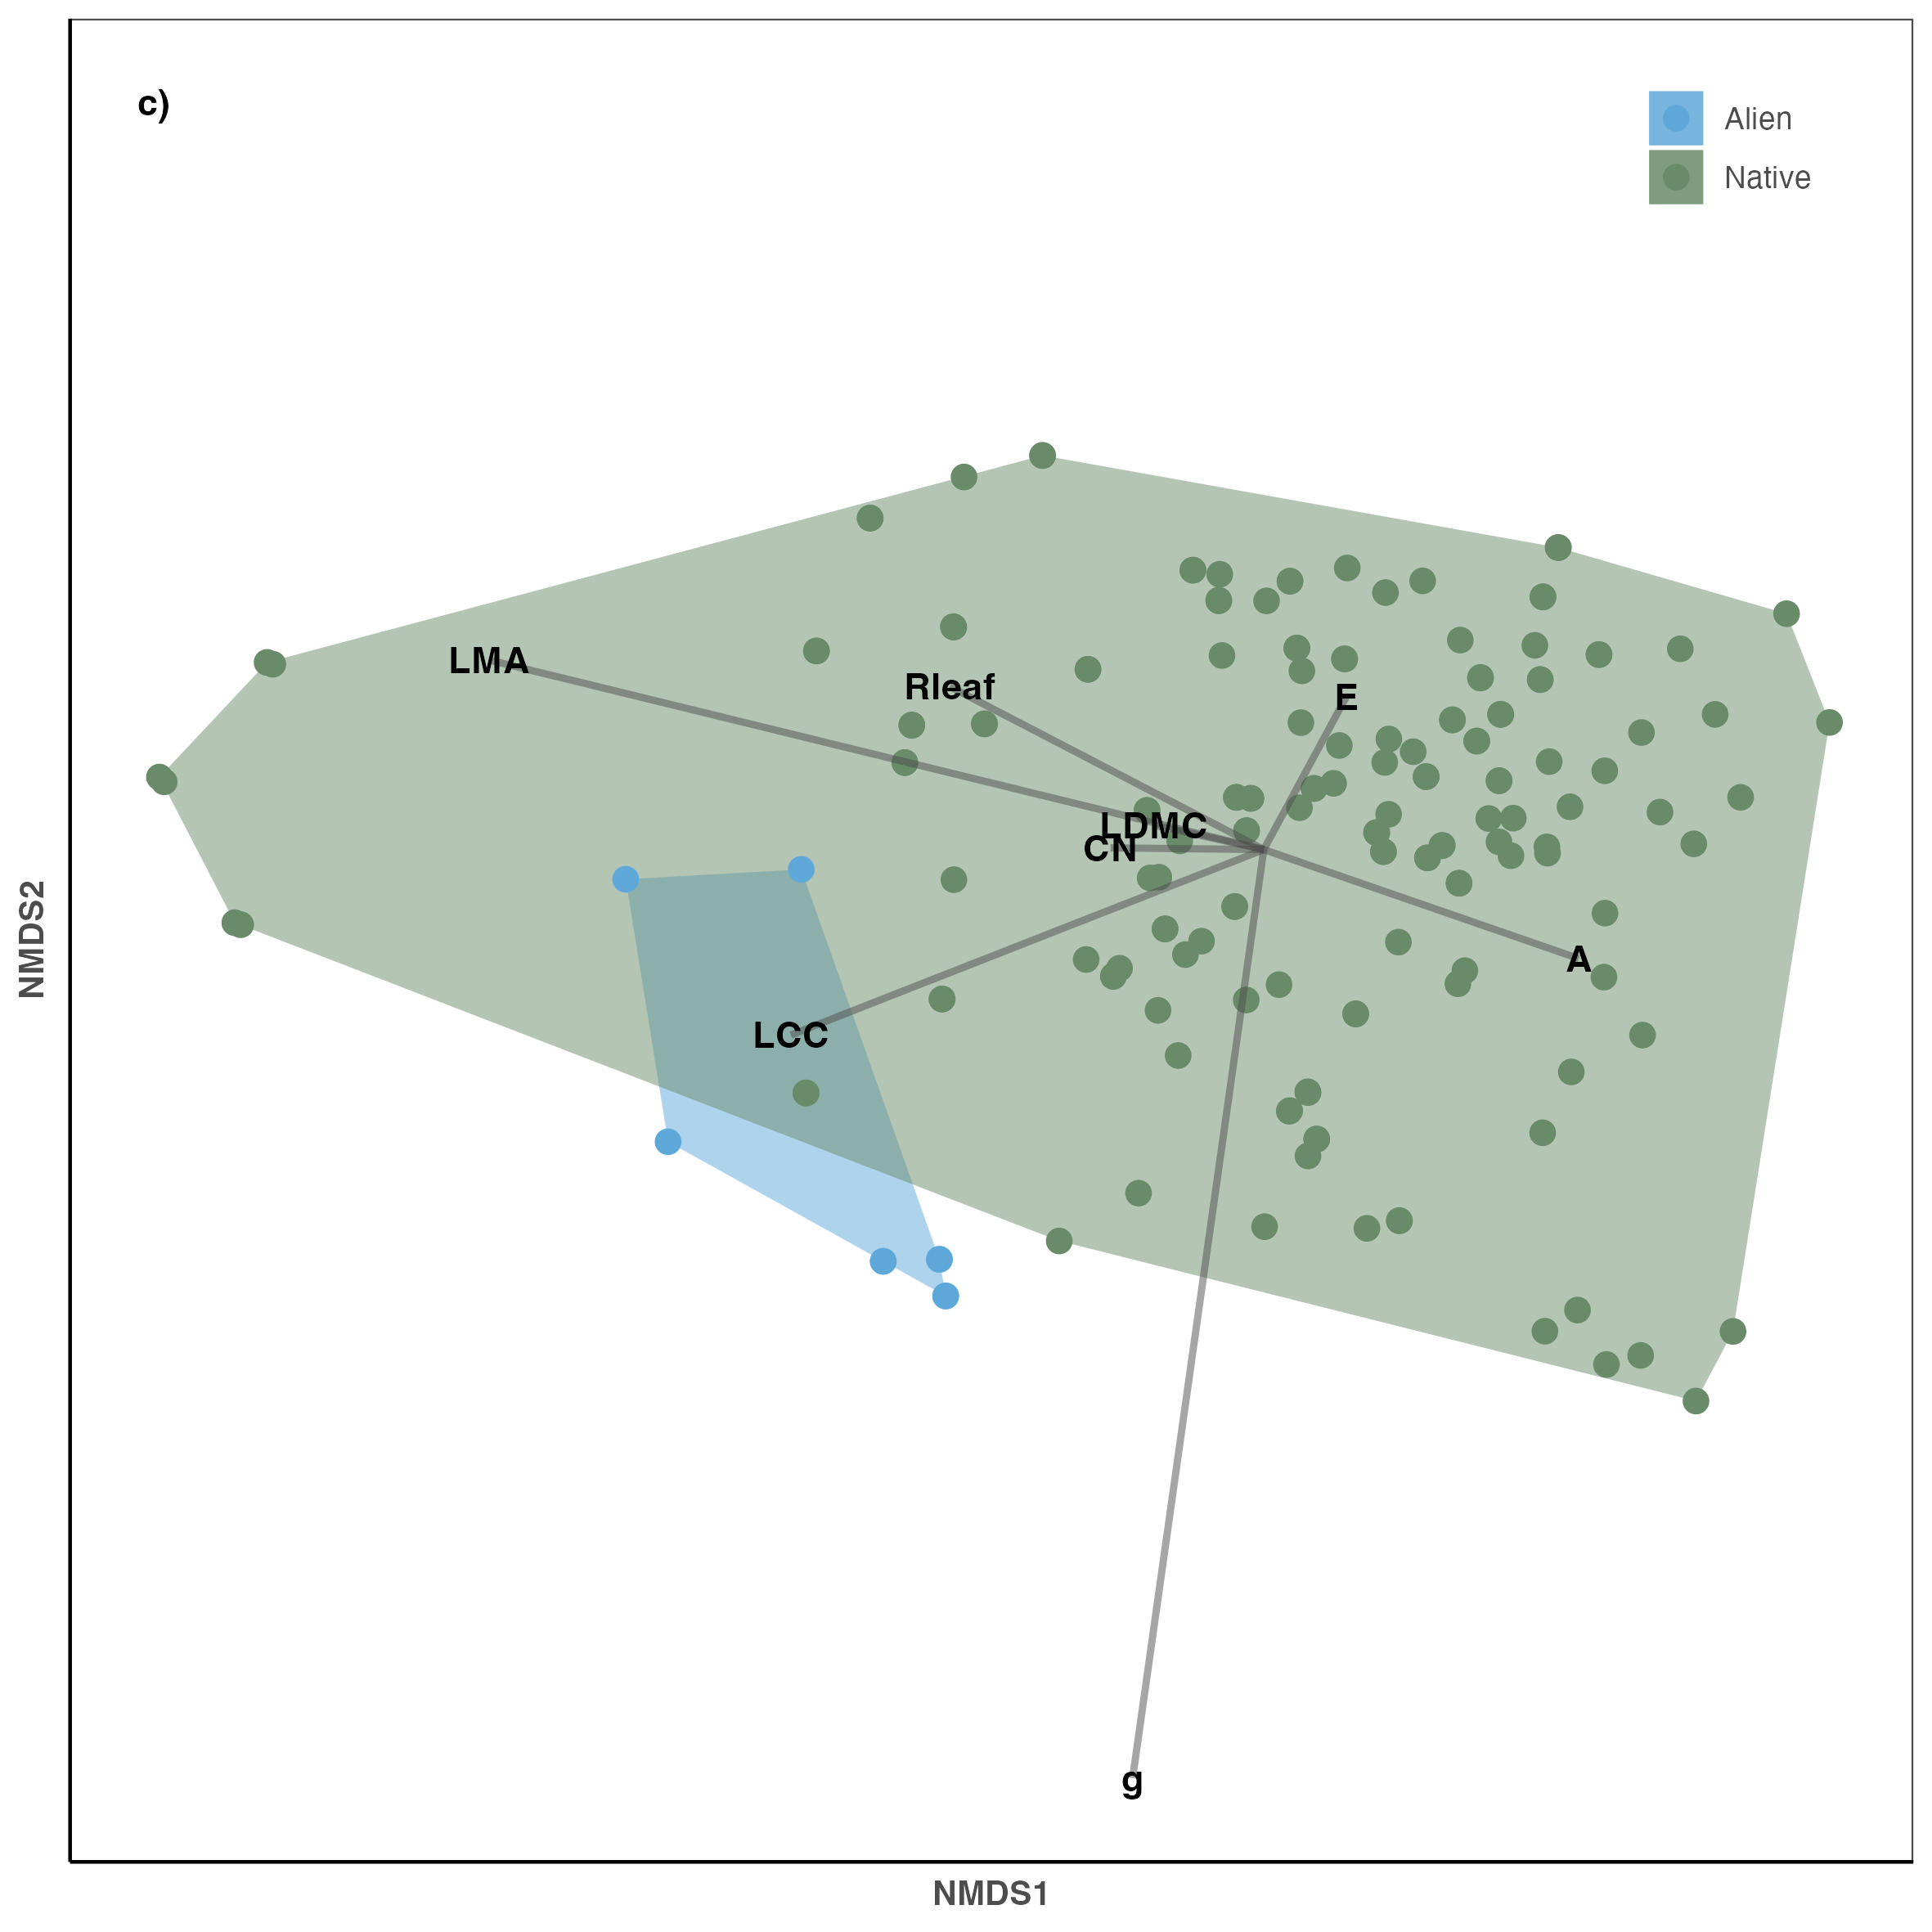 c)
Alien
Native
LMA
Rleaf
E
LDMC
CN
A
LCC
g
NMDS2
NMDS1